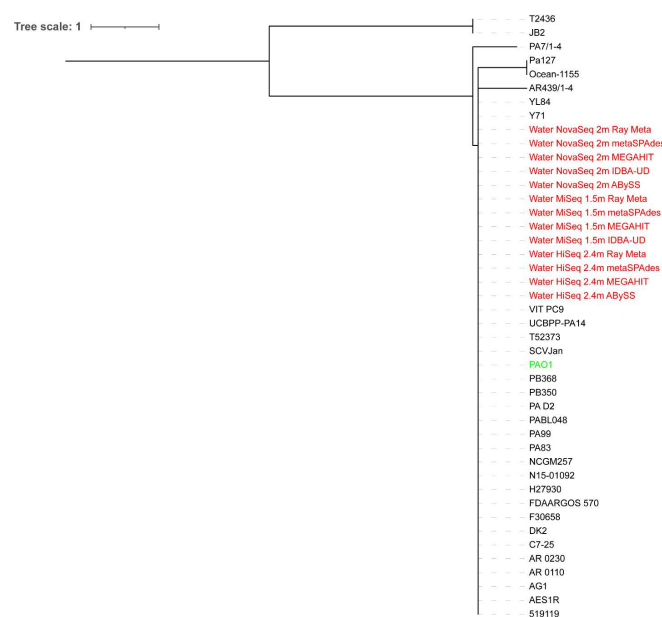 Tree scale: 1
T2436
JB2
PA7/1-4
Pa127
Ocean-1155
AR439/1-4
YL84
Y71
Water NovaSeq 2m Ray Meta
Water NovaSeq 2m metaSPAdes
Water NovaSeq 2m MEGAHIT
Water NovaSeq 2m IDBA-UD
Water NovaSeq 2m ABySS
Water MiSeq 1.5m Ray Meta
Water MiSeq 1.5m metaSPAdes
Water MiSeq 1.5m MEGAHIT
Water MiSeq 1.5m IDBA-UD
Water HiSeq 2.4m Ray Meta
Water HiSeq 2.4m metaSPAdes
Water HiSeq 2.4m MEGAHIT
Water HiSeq 2.4m ABySS
VIT PC9
UCBPP-PA14
T52373
SCVJan
PAO1
PB368
PB350
PA D2
PABL048
PA99
PA83
NCGM257
N15-01092
H27930
FDAARGOS 570
F30658
DK2
C7-25
AR 0230
AR 0110
AG1
AES1R
519119